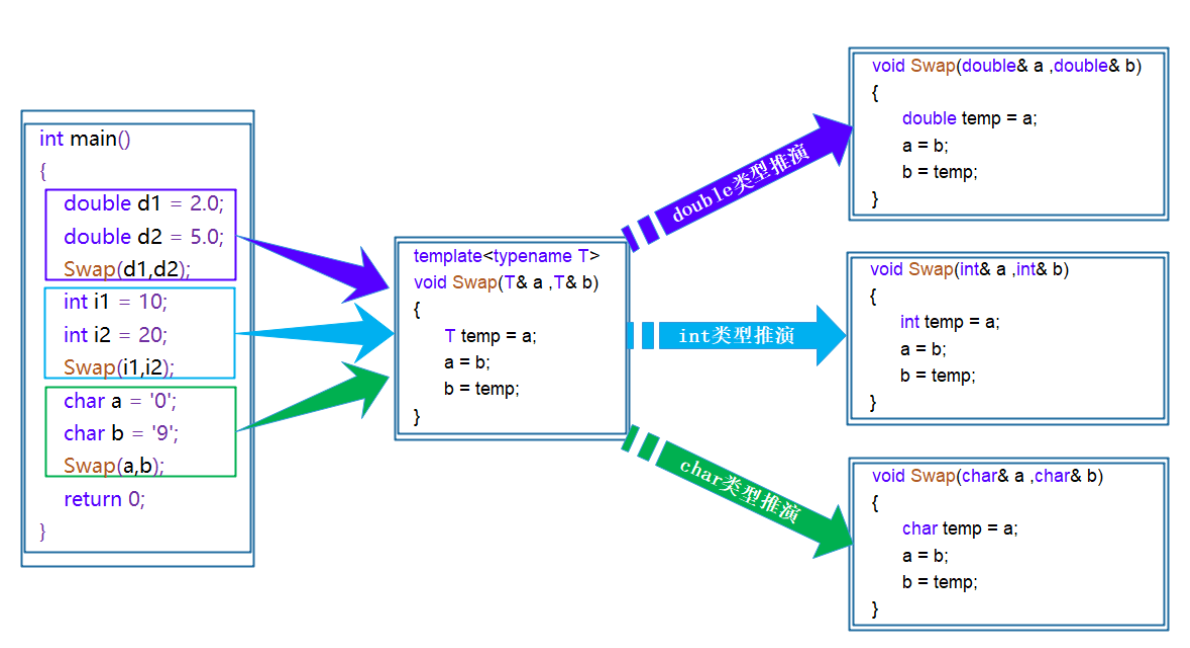 int main()
{
double d1 = 2.0;
double d2 = 5.0;
Swap(d1,d2);
int i1 = 10;
int i2 = 20;
Swap(i1,i2);
char a = '0';
char b = '9';
Swap(a,b);
return 0;
}
template<typename T>
void Swap(T& a ,T& b)
{
T temp = a;
a = b;
b = temp;
}
double类型推演
int类型推演
char类型推演
void Swap(double& a ,double& b)
{
double temp = a;
a = b;
b = temp;
}
void Swap(int& a ,int& b)
{
int temp = a;
a = b;
b = temp;
}
void Swap(char& a ,char& b)
{
char temp = a;
a = b;
b = temp;
}